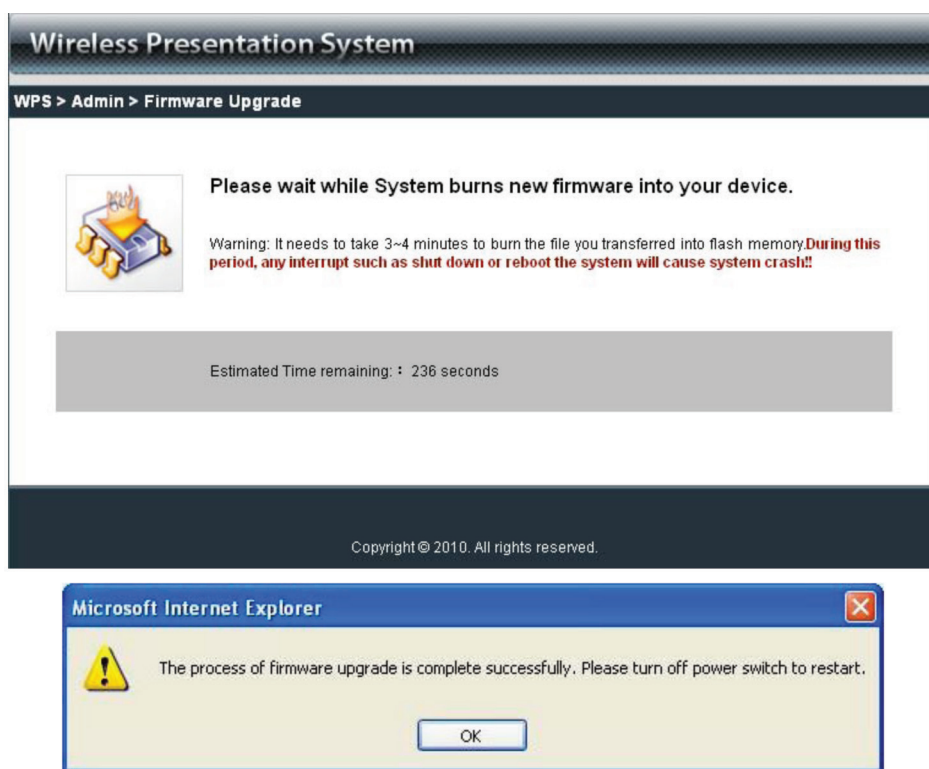 Wireless Presentation System
WPS > Admin > Firmware Upgrade
Please wait while System burns new firmware into your device.
Warning: It needs to take 3~4 minutes to burn the file you transferred into flash memory.During this
period, any interrupt such as shut down or reboot the system will cause system crash!!
Estimated Time remaining: : 236 seconds
Copyright © 2010. All rights reserved.
Microsoft Internet Explorer
The process of firmware upgrade is complete successfully. Please turn off power switch to restart.
OK